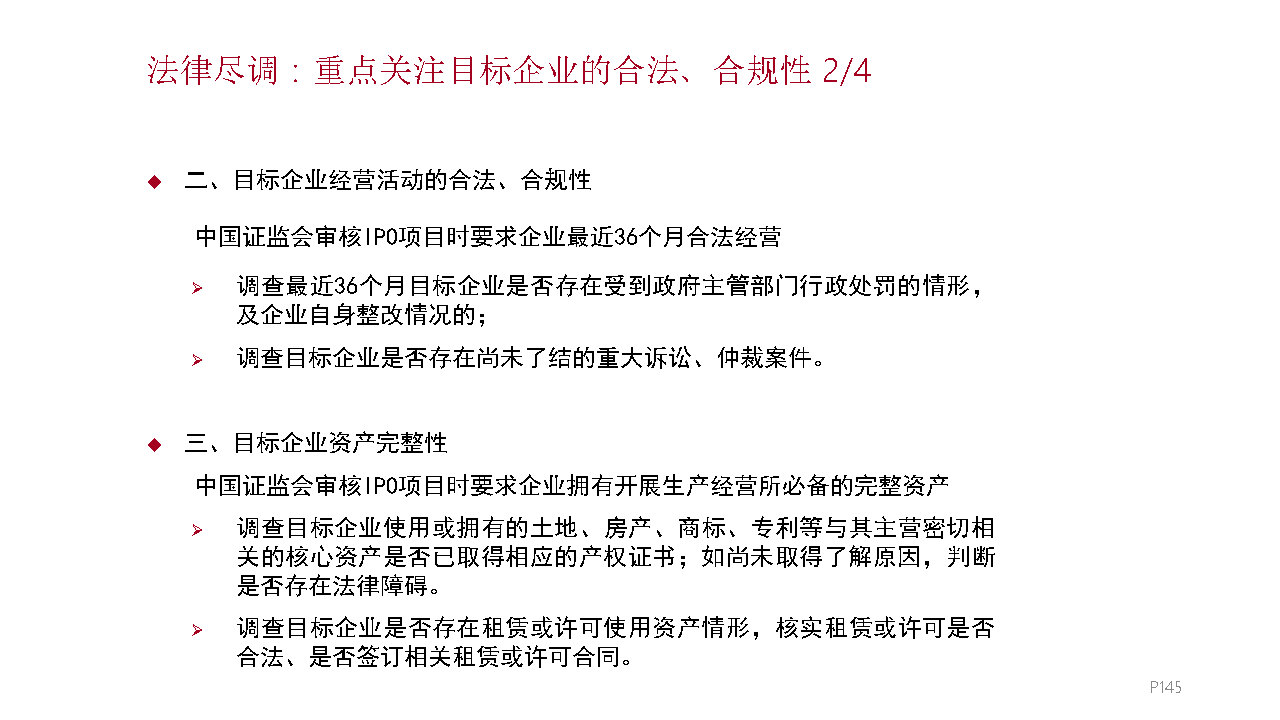 法律尽调：重点关注目标企业的合法、合规性 2/4
◆ 二、目标企业经营活动的合法、合规性
中国证监会审核IPO项目时要求企业最近36个月合法经营
➢ 调查最近36个月目标企业是否存在受到政府主管部门行政处罚的情形，
及企业自身整改情况的；
➢ 调查目标企业是否存在尚未了结的重大诉讼、仲裁案件。
◆ 三、目标企业资产完整性
中国证监会审核IPO项目时要求企业拥有开展生产经营所必备的完整资产
➢ 调查目标企业使用或拥有的土地、房产、商标、专利等与其主营密切相
关的核心资产是否已取得相应的产权证书；如尚未取得了解原因，判断
是否存在法律障碍。
➢ 调查目标企业是否存在租赁或许可使用资产情形，核实租赁或许可是否
合法、是否签订相关租赁或许可合同。
P145